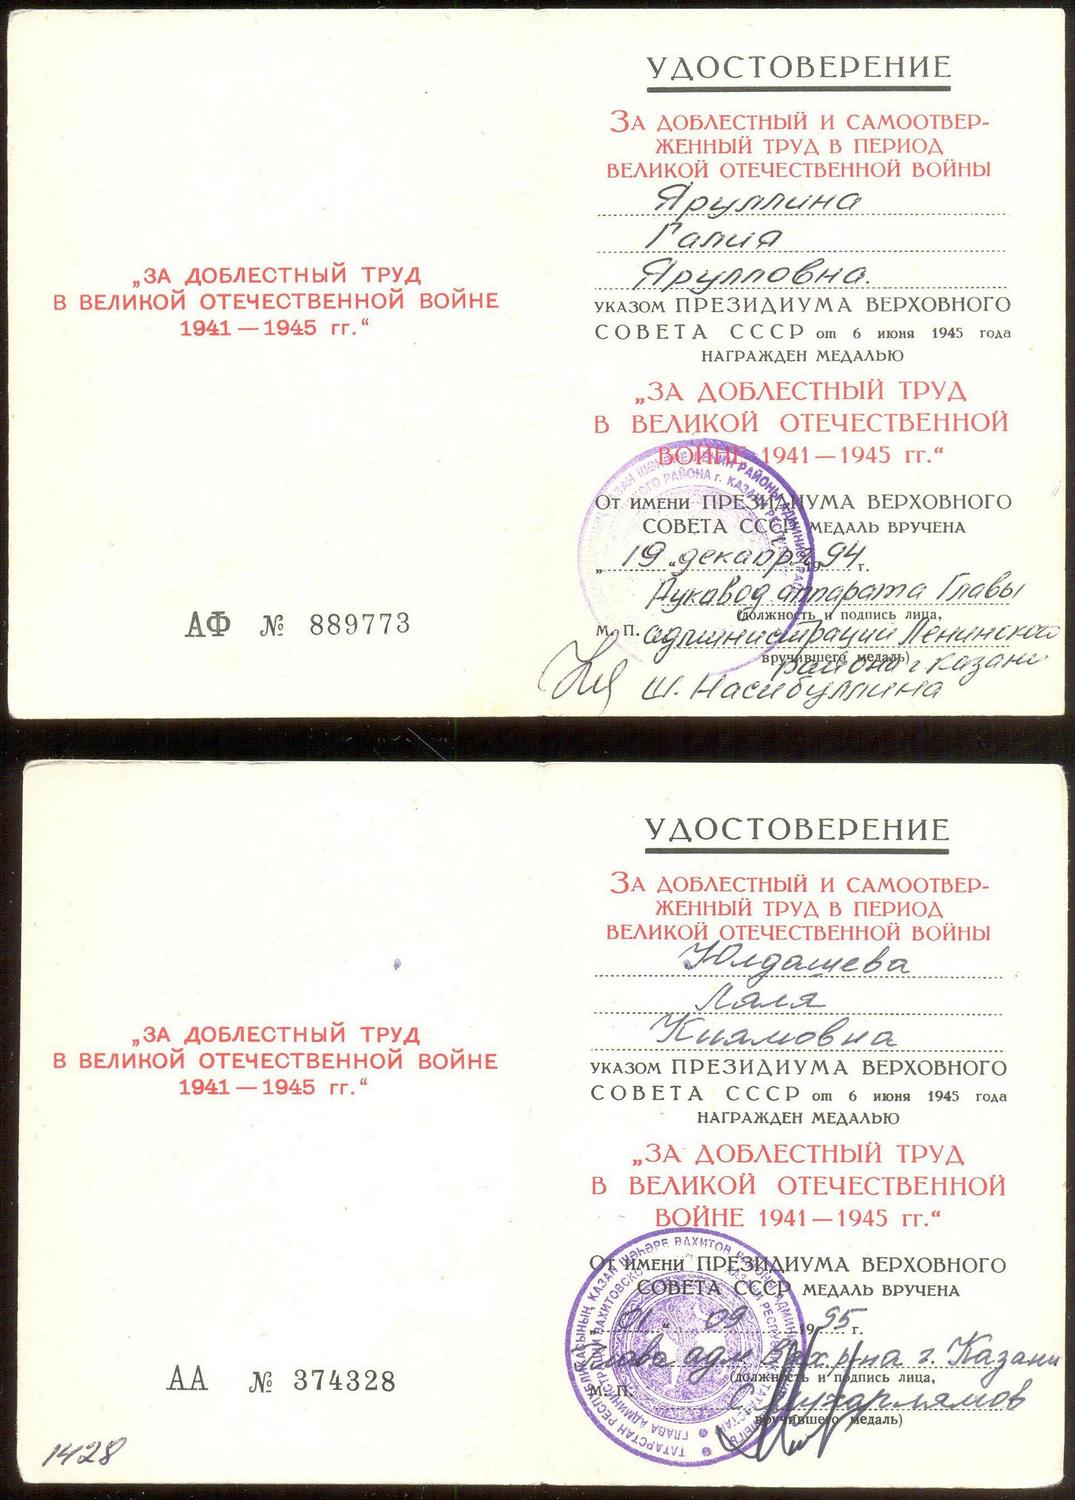 „ЗА ДОБЛЕСТНЫЙ ТРУД
В ВЕЛИКОЙ ОТЕЧЕСТВЕННОЙ ВОЙНЕ
1941 — 1945 гг.“
АФ № 889773
УДОСТОВЕРЕНИЕ
ЗА ДОБЛЕСТНЫЙ И САМООТВЕР-
ЖЕННЫЙ ТРУД В ПЕРИОД
ВЕЛИКОЙ ОТЕЧЕСТВЕННОЙ ВОЙНЫ
Яруллина
Галия
Ярулловна.
УКАЗОМ ПРЕЗИДИУМА ВЕРХОВНОГО
СОВЕТА СССР от 6 июня 1945 года
НАГРАЖДЕН МЕДАЛЬЮ
„ЗА ДОБЛЕСТНЫЙ ТРУД
В ВЕЛИКОЙ ОТЕЧЕСТВЕННОЙ
ВОЙНЕ 1941 — 1945 гг.“
ОТ ИМЕНИ ПРЕЗИДИУМА ВЕРХОВНОГО
СОВЕТА СССР МЕДАЛЬ ВРУЧЕНА
„19“ декабря 1994 г.
Руковод аппарата Главы
(должность и подпись лица,
М. П. администрации Ленинского
вручившего медаль)
района г Казани
Ш. Насибуллина
„ЗА ДОБЛЕСТНЫЙ ТРУД
В ВЕЛИКОЙ ОТЕЧЕСТВЕННОЙ ВОЙНЕ
1941 — 1945 гг.“
АА № 374328
1428
УДОСТОВЕРЕНИЕ
ЗА ДОБЛЕСТНЫЙ И САМООТВЕР-
ЖЕННЫЙ ТРУД В ПЕРИОД
ВЕЛИКОЙ ОТЕЧЕСТВЕННОЙ ВОЙНЫ
Юлдашева
Ляля
Киямовна
УКАЗОМ ПРЕЗИДИУМА ВЕРХОВНОГО
СОВЕТА СССР от 6 июня 1945 года
НАГРАЖДЕН МЕДАЛЬЮ
„ЗА ДОБЛЕСТНЫЙ ТРУД
В ВЕЛИКОЙ ОТЕЧЕСТВЕННОЙ
ВОЙНЕ 1941 — 1945 гг.“
ОТ ИМЕНИ ПРЕЗИДИУМА ВЕРХОВНОГО
СОВЕТА СССР МЕДАЛЬ ВРУЧЕНА
„01“ 09 1995 г.
Глава адм Вах. р-на г. Казани
(должность и подпись лица,
М. П.
вручившего медаль)